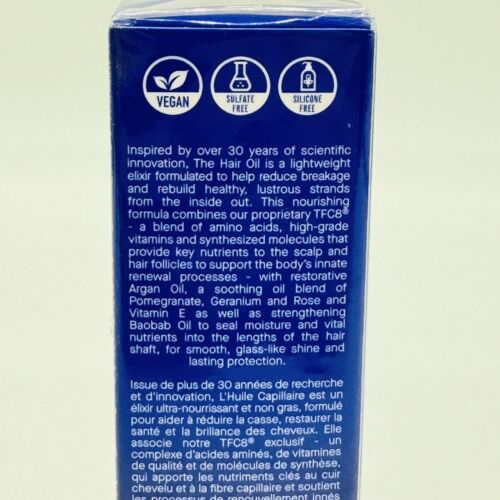 VEGAN
SULFATE
FREE
SILICONE
FREE
Inspired by over 30 years of scientific
innovation, The Hair Oil is a lightweight
elixir formulated to help reduce breakage
and rebuild healthy, lustrous strands
from the inside out. This nourishing
formula combines our proprietary TFC8®
- a blend of amino acids, high-grade
vitamins and synthesized molecules that
provide key nutrients to the scalp and
hair follicles to support the body's innate
renewal processes - with restorative
Argan Oil, a soothing oil blend of
Pomegranate, Geranium and Rose and
Vitamin E as well as strengthening
Baobab Oil to seal moisture and vital
nutrients into the lengths of the hair
shaft, for smooth, glass-like shine and
lasting protection.
Issue de plus de 30 années de recherche
et d'innovation, L'Huile Capillaire est un
élixir ultra-nourrissant et non gras, formulé
pour aider à réduire la casse, restaurer la
santé et la brillance des cheveux. Elle
associe notre TFC8® exclusif - un
complexe d'acides aminés, de vitamines
de qualité et de molécules de synthèse,
qui apporte les nutriments clés au cuir
chevelu et à la fibre capillaire et soutient
les processus de renouvellement innés